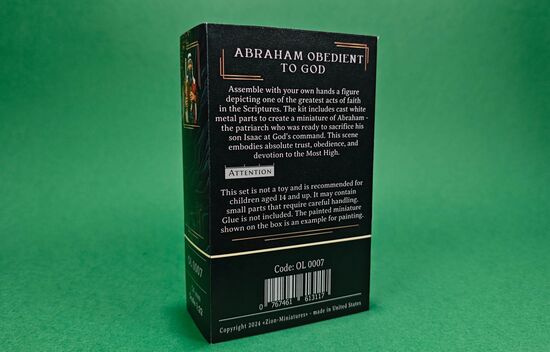 ABRAHAM OBEDIENT
TO GOD
Assemble with your own hands a figure
depicting one of the greatest acts of faith
in the Scriptures. The kit includes cast white
metal parts to create a miniature of Abraham -
the patriarch who was ready to sacrifice his
son Isaac at God's command. This scene
embodies absolute trust, obedience, and
devotion to the Most High.
ATTENTION
This set is not a toy and is recommended for
children aged 14 and up. It may contain
small parts that require careful handling.
Glue is not included. The painted miniature
shown on the box is an example for painting.
Code: OL 0007
0 767461 613117
Copyright 2024 «Zion-Miniatures» - made in United States
OL 0007